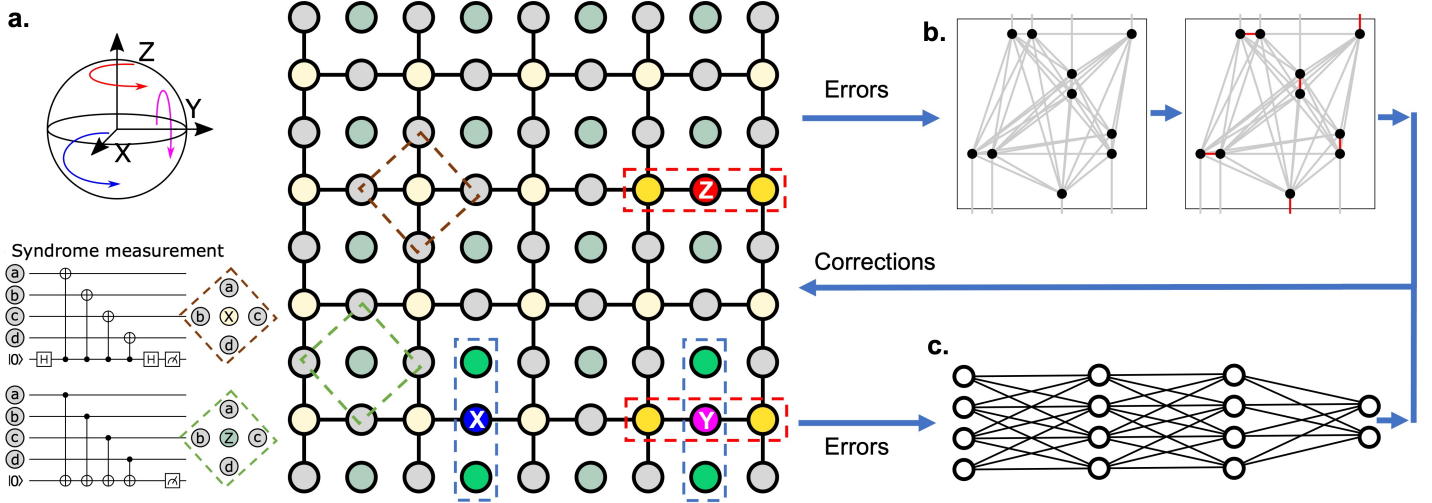 a.
Z
Y
X
Syndrome measurement
a
b
c
d
|0⟩ H H
a
b X c
d
a
b
c
d
|0⟩
a
b Z c
d
Z
X
Y
Errors
Corrections
Errors
b.
c.